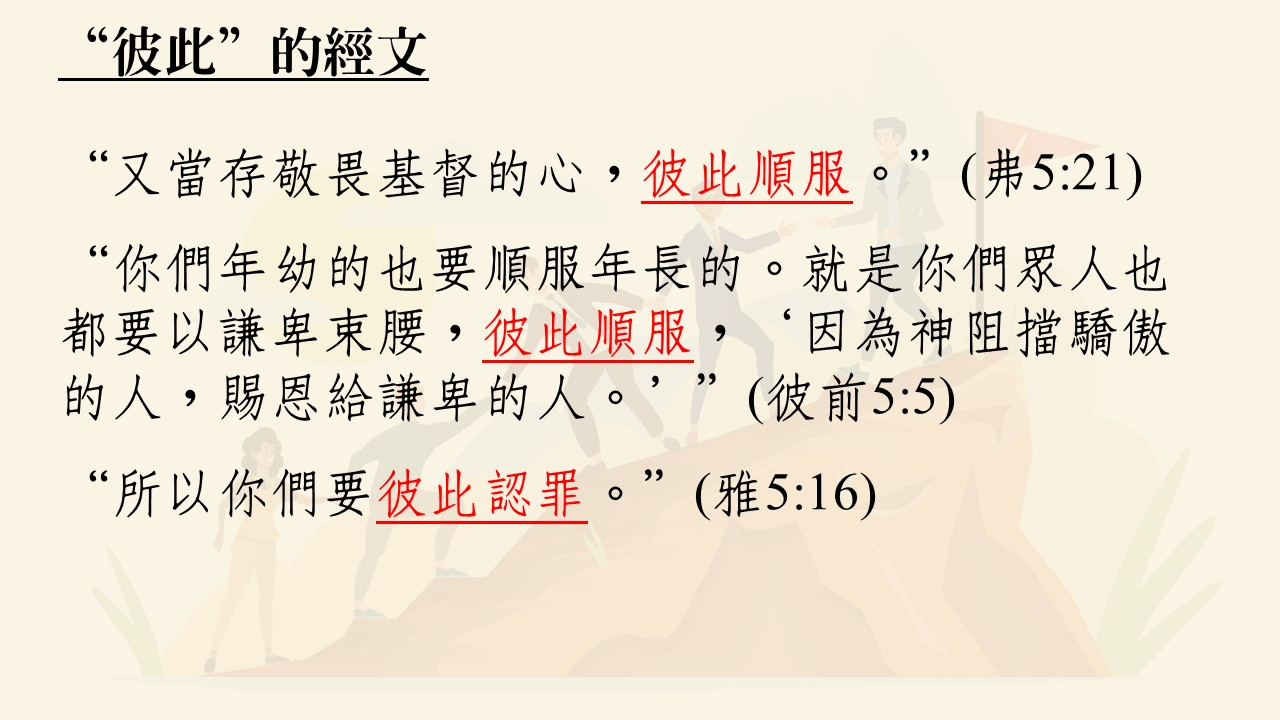 “彼此”的經文
“又當存敬畏基督的心，彼此順服。”(弗5:21)
“你們年幼的也要順服年長的。就是你們眾人也
都要以謙卑束腰，彼此順服，‘因為神阻擋驕傲
的人，賜恩給謙卑的人。’”(彼前5:5)
“所以你們要彼此認罪。”(雅5:16)